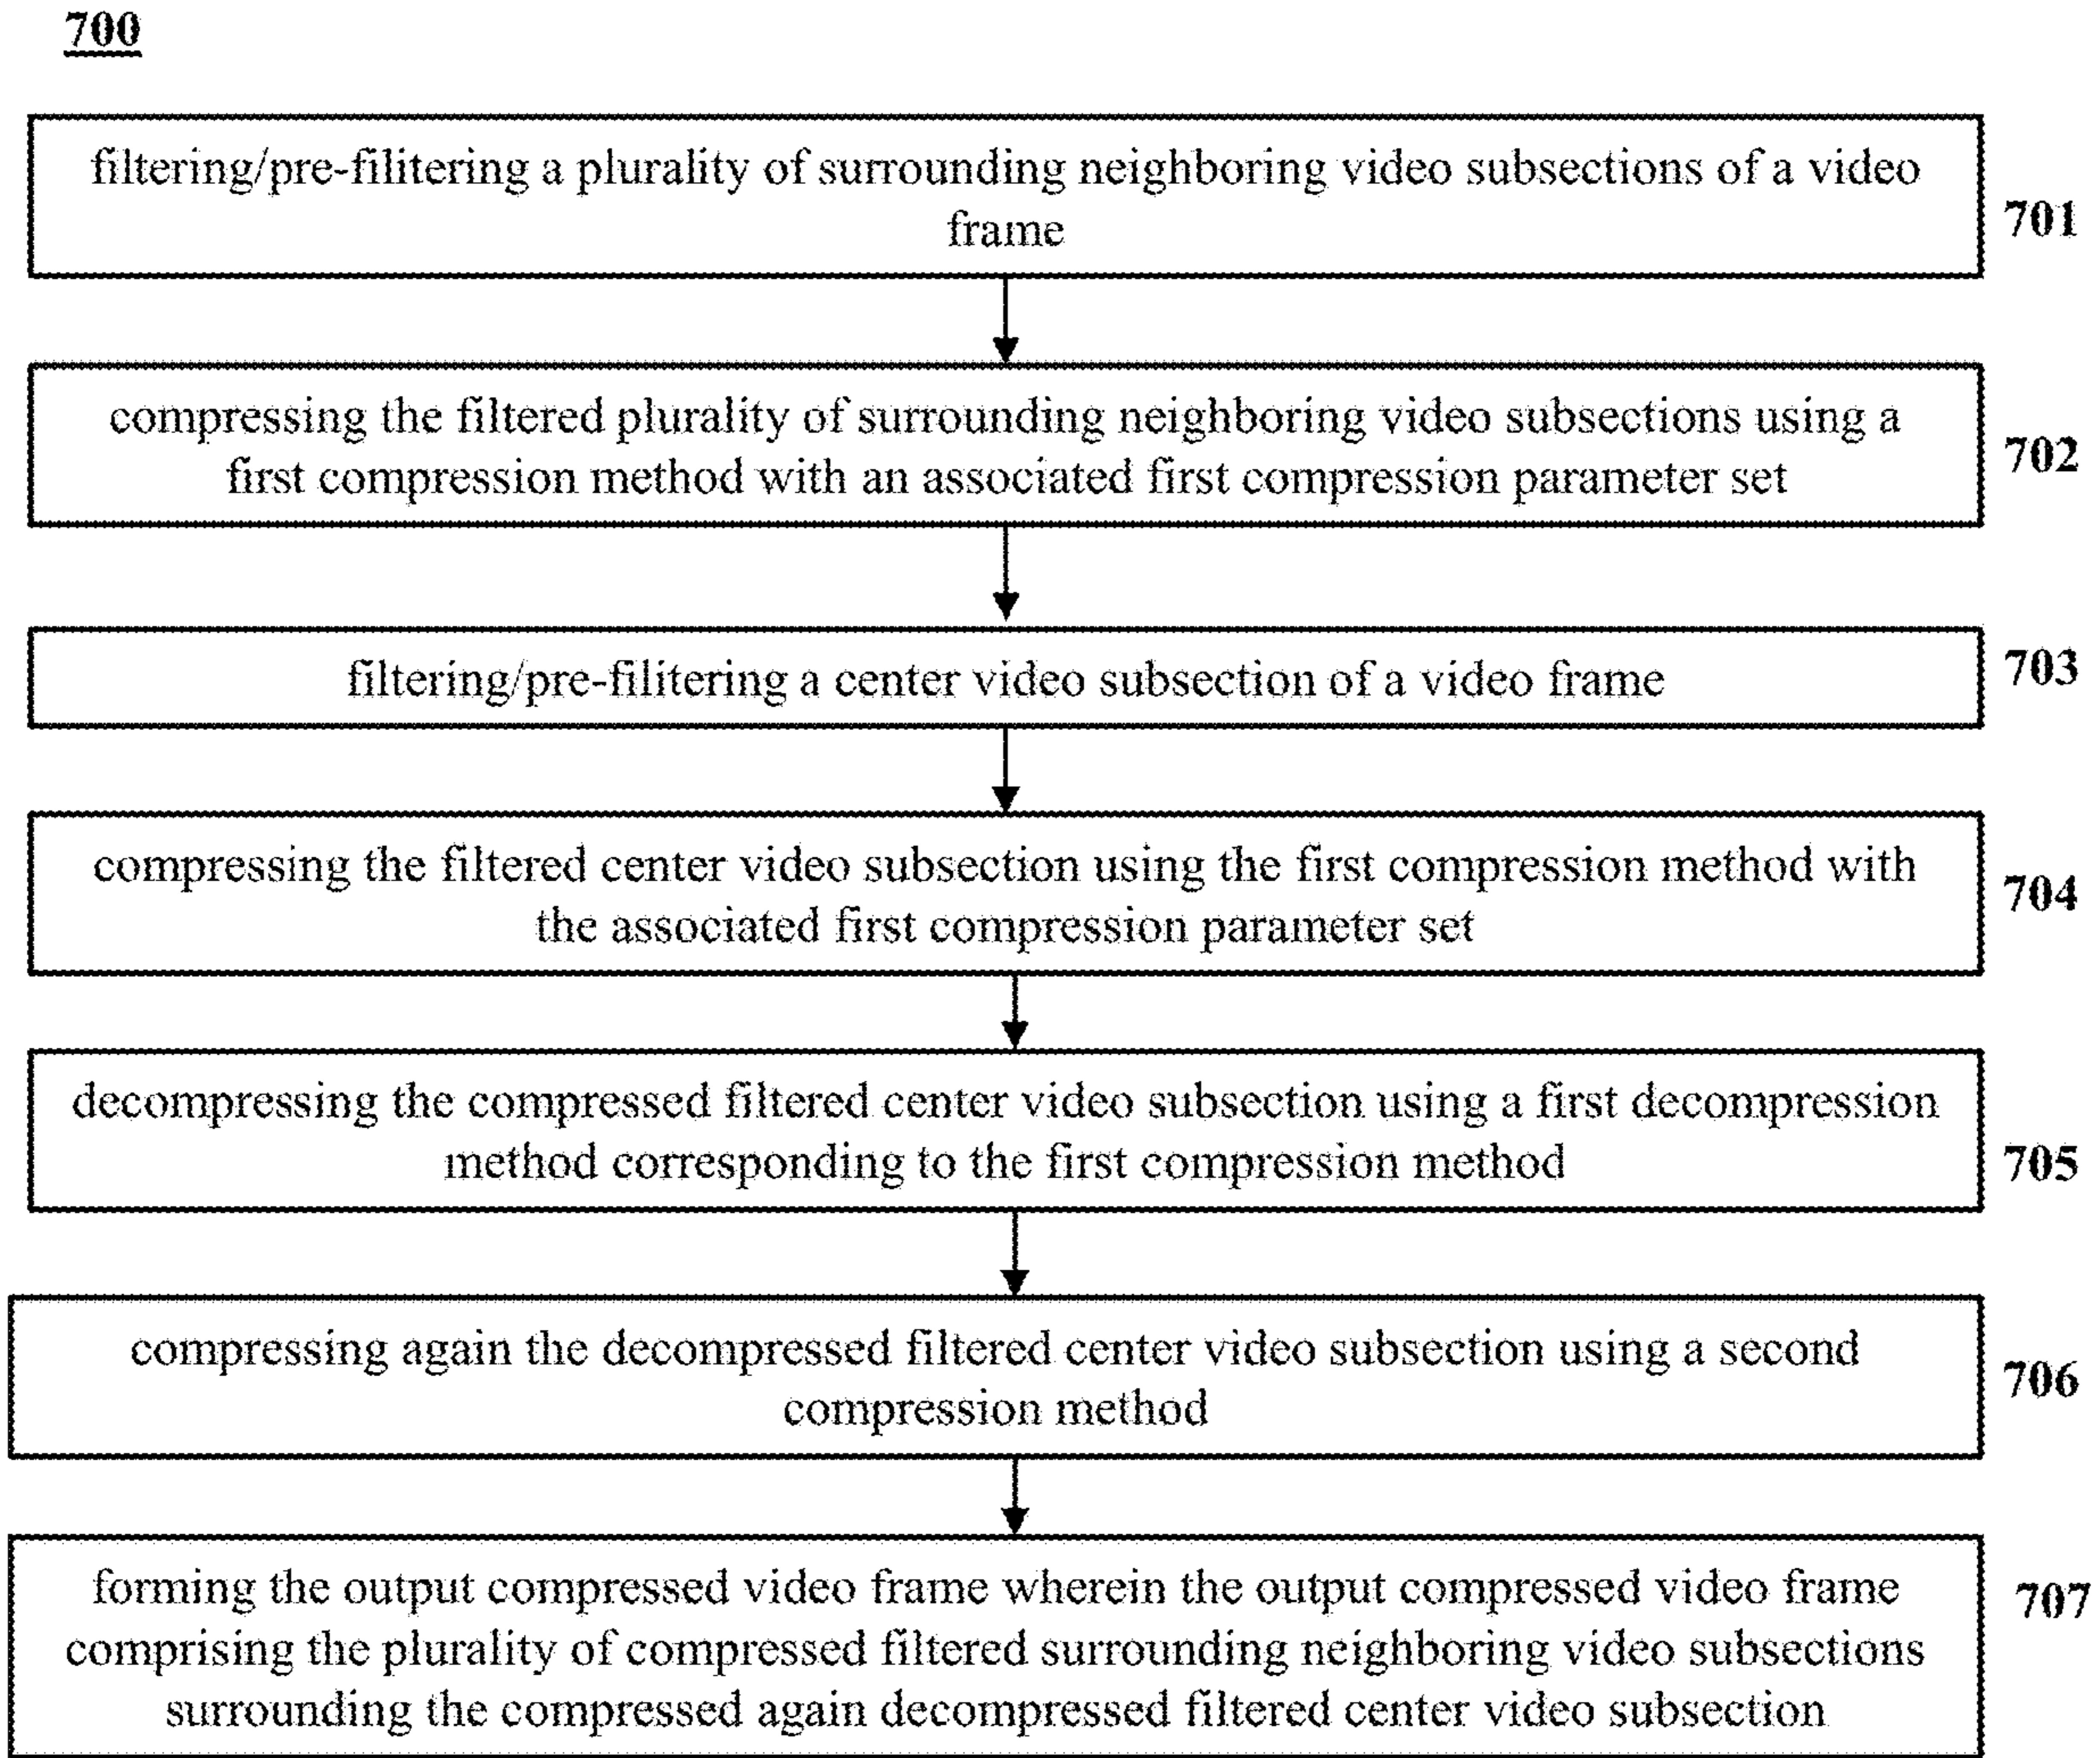 700
filtering/pre-filitering a plurality of surrounding neighboring video subsections of a video
frame
701
compressing the filtered plurality of surrounding neighboring video subsections using a
first compression method with an associated first compression parameter set
702
filtering/pre-filitering a center video subsection of a video frame
703
compressing the filtered center video subsection using the first compression method with
the associated first compression parameter set
704
decompressing the compressed filtered center video subsection using a first decompression
method corresponding to the first compression method
705
compressing again the decompressed filtered center video subsection using a second
compression method
706
forming the output compressed video frame wherein the output compressed video frame
comprising the plurality of compressed filtered surrounding neighboring video subsections
surrounding the compressed again decompressed filtered center video subsection
707